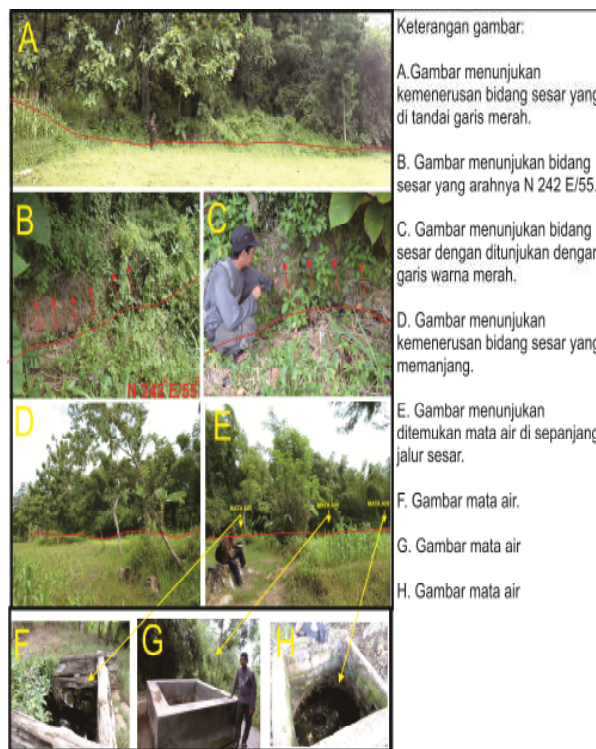 A
B
N 242 E/55
C
D
E
MATA AIR
MATA AIR
MATA AIR
F
G
H
Keterangan gambar:
A.Gambar menunjukan
kemenerusan bidang sesar yang
di tandai garis merah.
B. Gambar menunjukan bidang
sesar yang arahnya N 242 E/55.
C. Gambar menunjukan bidang
sesar dengan ditunjukan dengan
garis warna merah.
D. Gambar menunjukan
kemenerusan bidang sesar yang
memanjang.
E. Gambar menunjukan
ditemukan mata air di sepanjang
jalur sesar.
F. Gambar mata air.
G. Gambar mata air
H. Gambar mata air